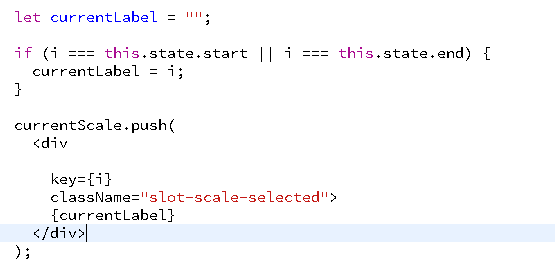 let currentLabel = "";
if (i === this.state.start || i === this.state.end) {
currentLabel = i;
}
currentScale.push(
<div
key={i}
className="slot-scale-selected">
{currentLabel}
</div>
);